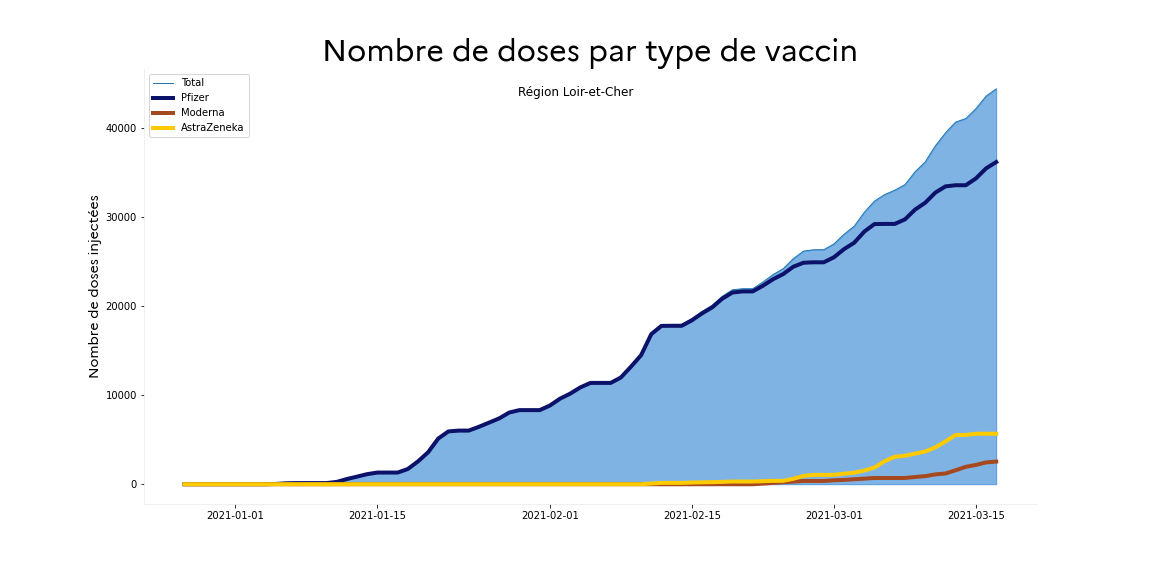 Nombre de doses par type de vaccin
Région Loir-et-Cher
Total
Pfizer
Moderna
AstraZeneka
Nombre de doses injectées
40000
30000
20000
10000
0
2021-01-01
2021-01-15
2021-02-01
2021-02-15
2021-03-01
2021-03-15